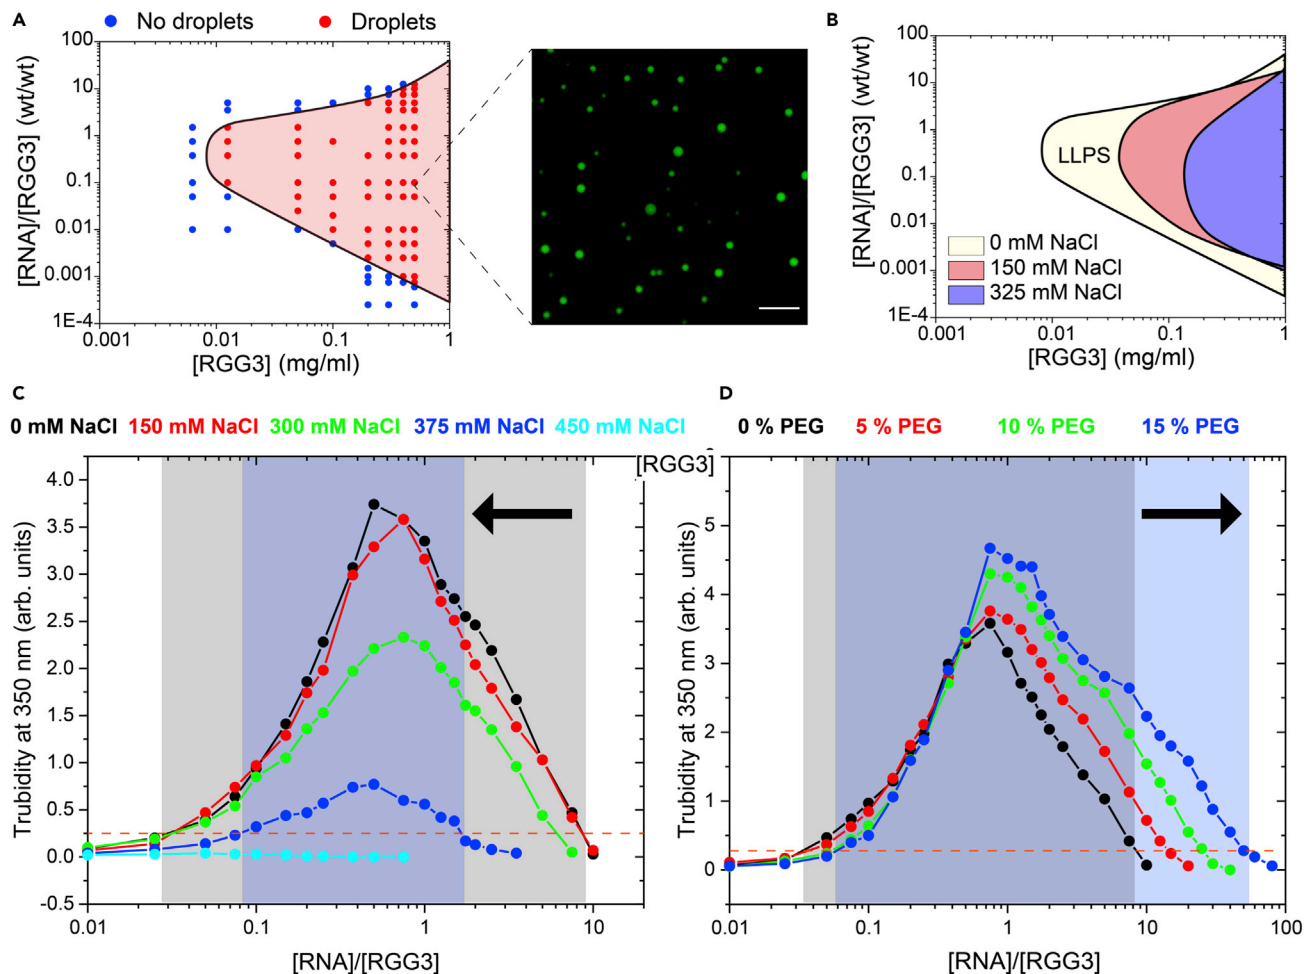 A
No droplets
Droplets
[RNA]/[RGG3] (wt/wt)
100
10
1
0.1
0.01
0.001
1E-4
0.001
0.01
0.1
1
[RGG3] (mg/ml)
B
[RNA]/[RGG3] (wt/wt)
100
10
1
0.1
0.01
0.001
1E-4
LLPS
0 mM NaCl
150 mM NaCl
325 mM NaCl
0.001
0.01
0.1
1
[RGG3] (mg/ml)
C
0 mM NaCl 150 mM NaCl 300 mM NaCl 375 mM NaCl 450 mM NaCl
Trubidity at 350 nm (arb. units)
4.0
3.5
3.0
2.5
2.0
1.5
1.0
0.5
0.0
-0.5
0.01
0.1
1
10
[RNA]/[RGG3]
D
0 % PEG 5 % PEG 10 % PEG 15 % PEG
[RGG3]
Trubidity at 350 nm (arb. units)
5
4
3
2
1
0
0.01
0.1
1
10
100
[RNA]/[RGG3]